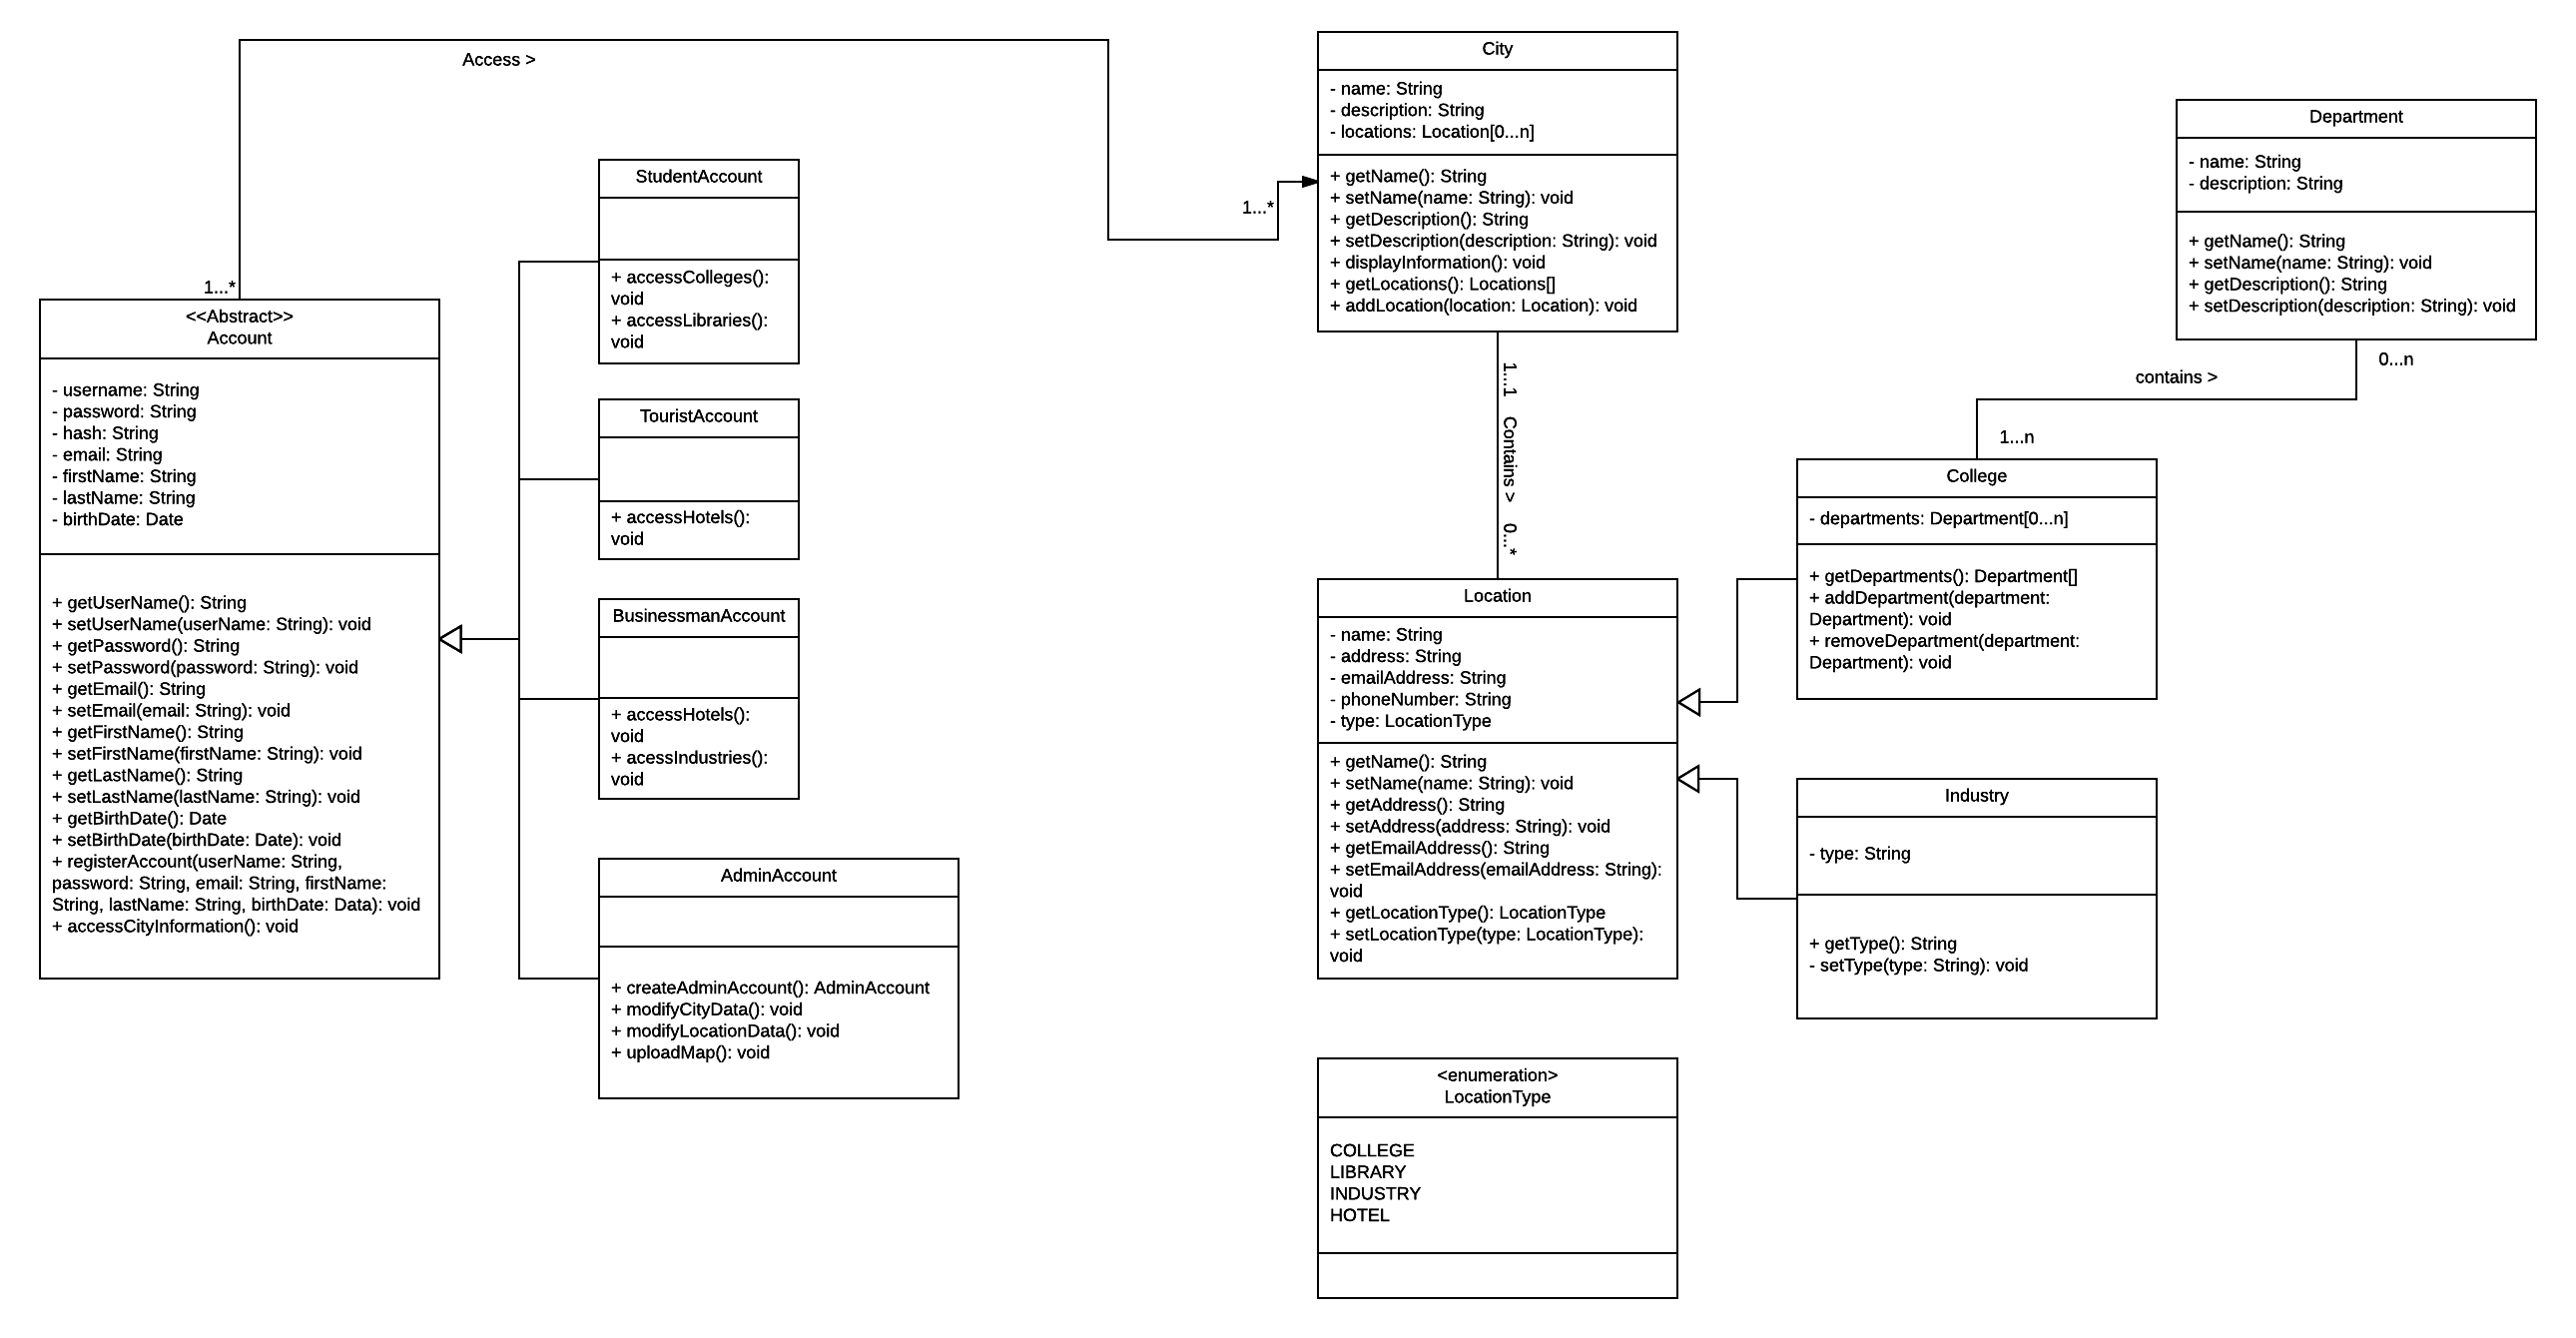 Access >
1...*
1...*
<<Abstract>>
Account
- username: String
- password: String
- hash: String
- email: String
- firstName: String
- lastName: String
- birthDate: Date
+ getUserName(): String
+ setUserName(userName: String): void
+ getPassword(): String
+ setPassword(password: String): void
+ getEmail(): String
+ setEmail(email: String): void
+ getFirstName(): String
+ setFirstName(firstName: String): void
+ getLastName(): String
+ setLastName(lastName: String): void
+ getBirthDate(): Date
+ setBirthDate(birthDate: Date): void
+ registerAccount(userName: String,
password: String, email: String, firstName:
String, lastName: String, birthDate: Data): void
+ accessCityInformation(): void
StudentAccount
+ accessColleges():
void
+ accessLibraries():
void
TouristAccount
+ accessHotels():
void
BusinessmanAccount
+ accessHotels():
void
+ acessIndustries():
void
AdminAccount
+ createAdminAccount(): AdminAccount
+ modifyCityData(): void
+ modifyLocationData(): void
+ uploadMap(): void
City
- name: String
- description: String
- locations: Location[0...n]
+ getName(): String
+ setName(name: String): void
+ getDescription(): String
+ setDescription(description: String): void
+ displayInformation(): void
+ getLocations(): Locations[]
+ addLocation(location: Location): void
1...1 Contains > 0...*
Location
- name: String
- address: String
- emailAddress: String
- phoneNumber: String
- type: LocationType
+ getName(): String
+ setName(name: String): void
+ getAddress(): String
+ setAddress(address: String): void
+ getEmailAddress(): String
+ setEmailAddress(emailAddress: String):
void
+ getLocationType(): LocationType
+ setLocationType(type: LocationType):
void
<enumeration>
LocationType
COLLEGE
LIBRARY
INDUSTRY
HOTEL
Department
- name: String
- description: String
+ getName(): String
+ setName(name: String): void
+ getDescription(): String
+ setDescription(description: String): void
0...n
contains >
1...n
College
- departments: Department[0...n]
+ getDepartments(): Department[]
+ addDepartment(department:
Department): void
+ removeDepartment(department:
Department): void
Industry
- type: String
+ getType(): String
- setType(type: String): void